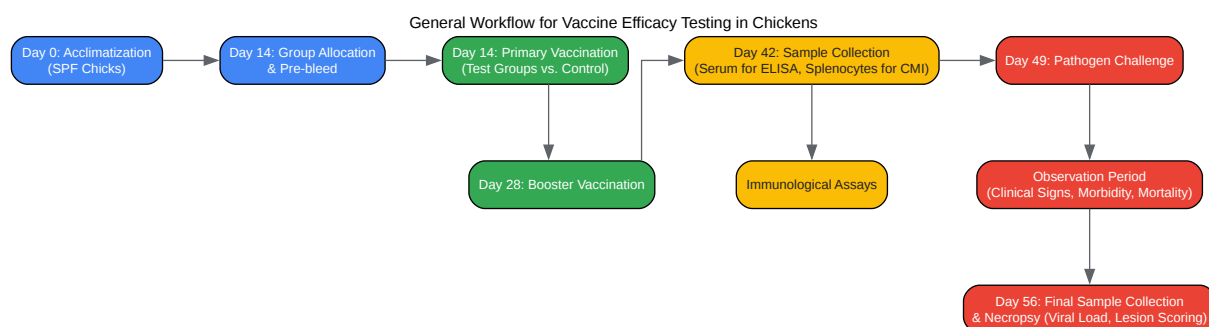 General Workflow for Vaccine Efficacy Testing in Chickens
Day 0: Acclimatization
(SPF Chicks)
Day 14: Group Allocation
& Pre-bleed
Day 14: Primary Vaccination
(Test Groups vs. Control)
Day 42: Sample Collection
(Serum for ELISA, Splenocytes for CMI)
Day 49: Pathogen Challenge
Day 28: Booster Vaccination
Immunological Assays
Observation Period
(Clinical Signs, Morbidity, Mortality)
Day 56: Final Sample Collection
& Necropsy (Viral Load, Lesion Scoring)